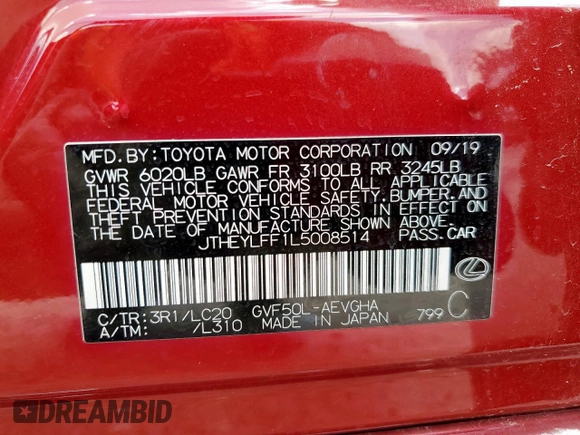 MFD. BY: TOYOTA MOTOR CORPORATION 09/19
GVWR 6020LB GAWR FR 3100LB RR 3245LB
THIS VEHICLE CONFORMS TO ALL APPLICABLE
FEDERAL MOTOR VEHICLE SAFETY, BUMPER, AND
THEFT PREVENTION STANDARDS IN EFFECT ON
THE DATE OF MANUFACTURE SHOWN ABOVE.
JTHEYLFF1L5008514 PASS. CAR
C/TR: 3R1/LC20 GVF50L-AEVGHA
A/TM: /L310 MADE IN JAPAN 799 C
DREAMBID